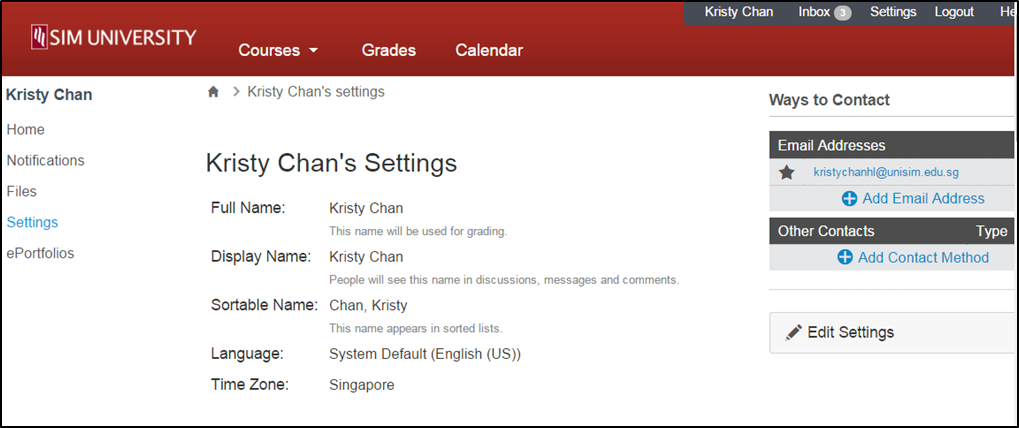 Kristy Chan Inbox 3 Settings Logout He
SIM UNIVERSITY
Courses Grades Calendar
Kristy Chan
Home
Notifications
Files
Settings
ePortfolios
Kristy Chan's settings
Kristy Chan's Settings
Full Name: Kristy Chan
This name will be used for grading.
Display Name: Kristy Chan
People will see this name in discussions, messages and comments.
Sortable Name: Chan, Kristy
This name appears in sorted lists.
Language: System Default (English (US))
Time Zone: Singapore
Ways to Contact
Email Addresses
kristychanhl@unisim.edu.sg
Add Email Address
Other Contacts Type
Add Contact Method
Edit Settings